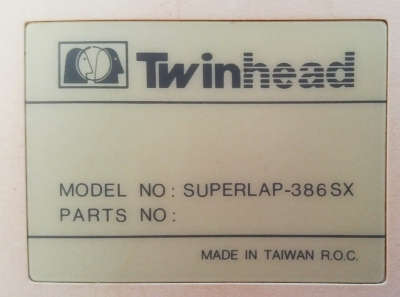 Twinhead
MODEL NO: SUPERLAP-386SX
PARTS NO:
MADE IN TAIWAN R.O.C.